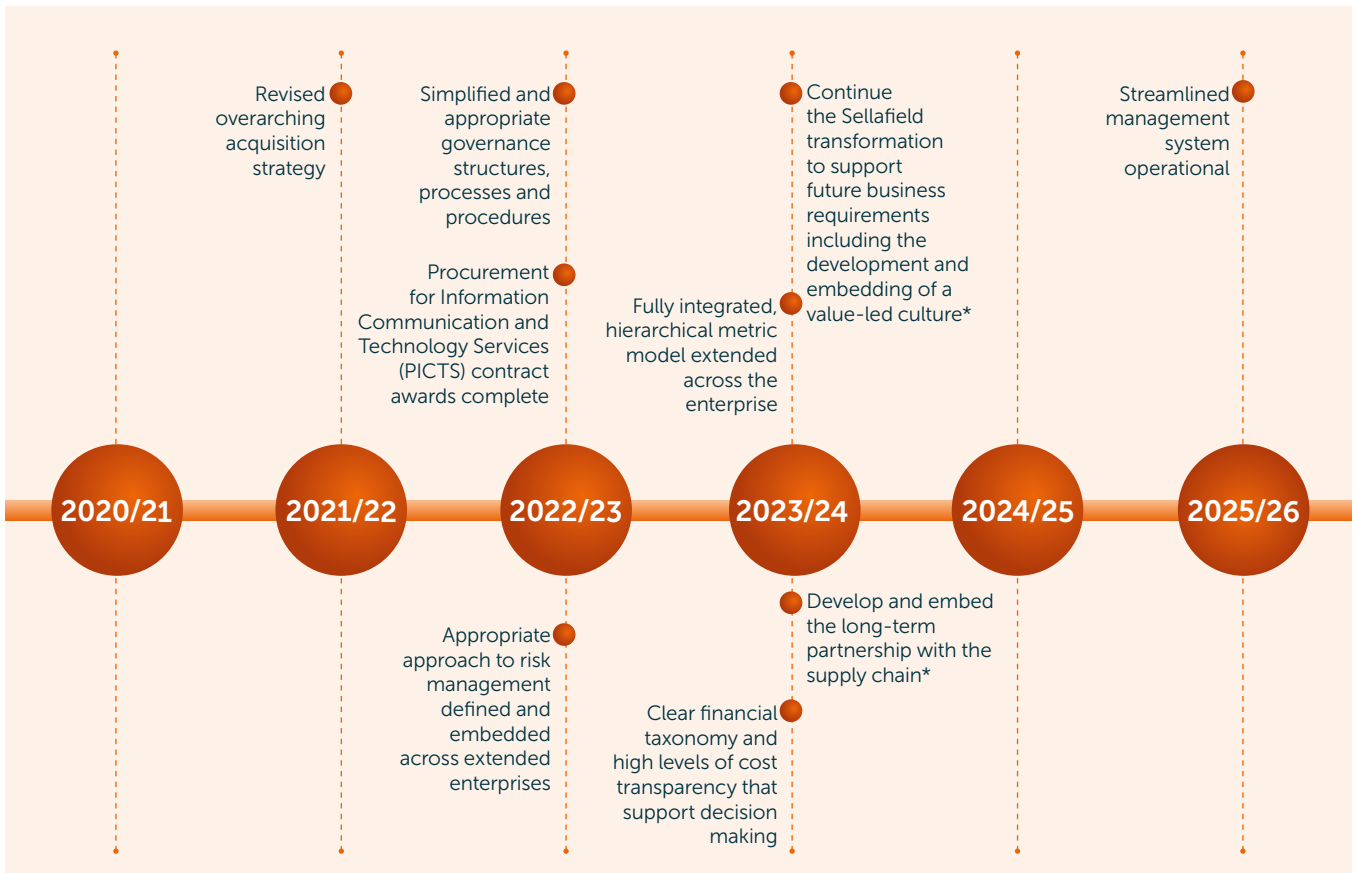 Revised
overarching
acquisition
strategy
Simplified and
appropriate
governance
structures,
processes and
procedures
Procurement
for Information
Communication and
Technology Services
(PICTS) contract
awards complete
Continue
the Sellafield
transformation
to support
future business
requirements
including the
development and
embedding of a
value-led culture*
Fully integrated,
hierarchical metric
model extended
across the
enterprise
Streamlined
management
system
operational
2020/21
2021/22
2022/23
2023/24
2024/25
2025/26
Appropriate
approach to risk
management
defined and
embedded
across extended
enterprises
Develop and embed
the long-term
partnership with the
supply chain*
Clear financial
taxonomy and
high levels of cost
transparency that
support decision
making